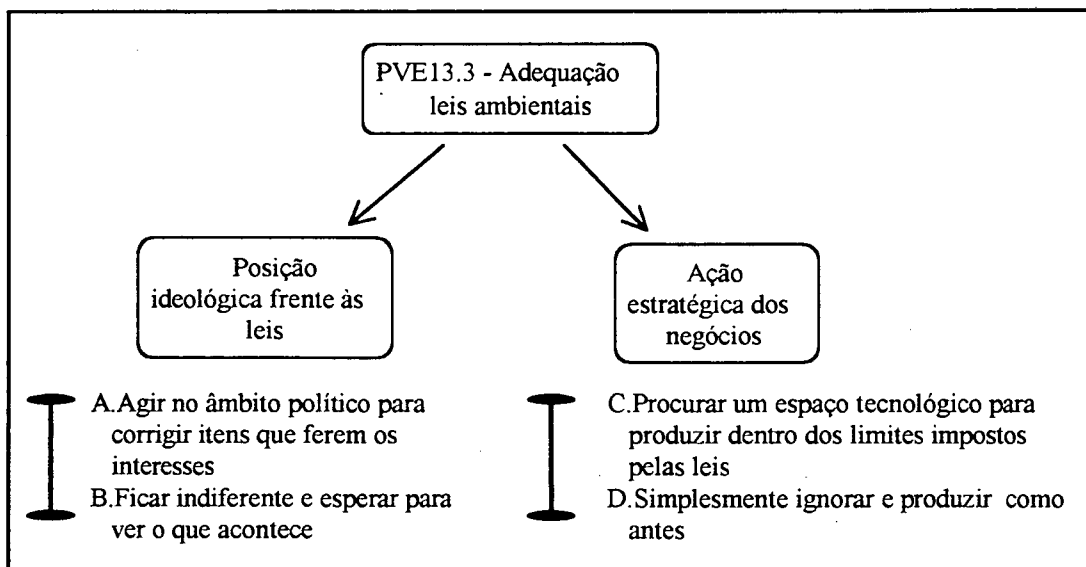 PVE13.3 - Adequação
leis ambientais
Posição
ideológica frente às
leis
Ação
estratégica dos
negócios
A.Agir no âmbito político para
corrigir itens que ferem os
interesses
B.Ficar indiferente e esperar para
ver o que acontece
C.Procurar um espaço tecnológico para
produzir dentro dos limites impostos
pelas leis
D.Simplesmente ignorar e produzir como
antes